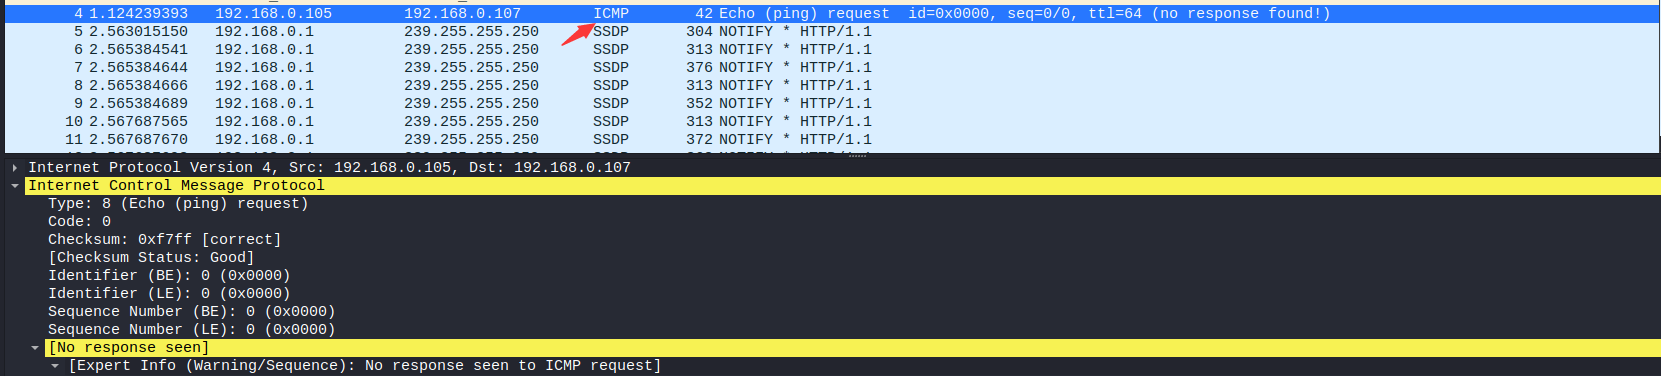 4 1.124239393 192.168.0.105 192.168.0.107 ICMP 42 Echo (ping) request id=0x0000, seq=0/0, ttl=64 (no response found!)
5 2.563015150 192.168.0.1 239.255.255.250 SSDP 304 NOTIFY * HTTP/1.1
6 2.565384541 192.168.0.1 239.255.255.250 SSDP 313 NOTIFY * HTTP/1.1
7 2.565384644 192.168.0.1 239.255.255.250 SSDP 376 NOTIFY * HTTP/1.1
8 2.565384666 192.168.0.1 239.255.255.250 SSDP 313 NOTIFY * HTTP/1.1
9 2.565384689 192.168.0.1 239.255.255.250 SSDP 352 NOTIFY * HTTP/1.1
10 2.567687565 192.168.0.1 239.255.255.250 SSDP 313 NOTIFY * HTTP/1.1
11 2.567687670 192.168.0.1 239.255.255.250 SSDP 372 NOTIFY * HTTP/1.1
Internet Protocol Version 4, Src: 192.168.0.105, Dst: 192.168.0.107
Internet Control Message Protocol
Type: 8 (Echo (ping) request)
Code: 0
Checksum: 0xf7ff [correct]
[Checksum Status: Good]
Identifier (BE): 0 (0x0000)
Identifier (LE): 0 (0x0000)
Sequence Number (BE): 0 (0x0000)
Sequence Number (LE): 0 (0x0000)
[No response seen]
[Expert Info (Warning/Sequence): No response seen to ICMP request]